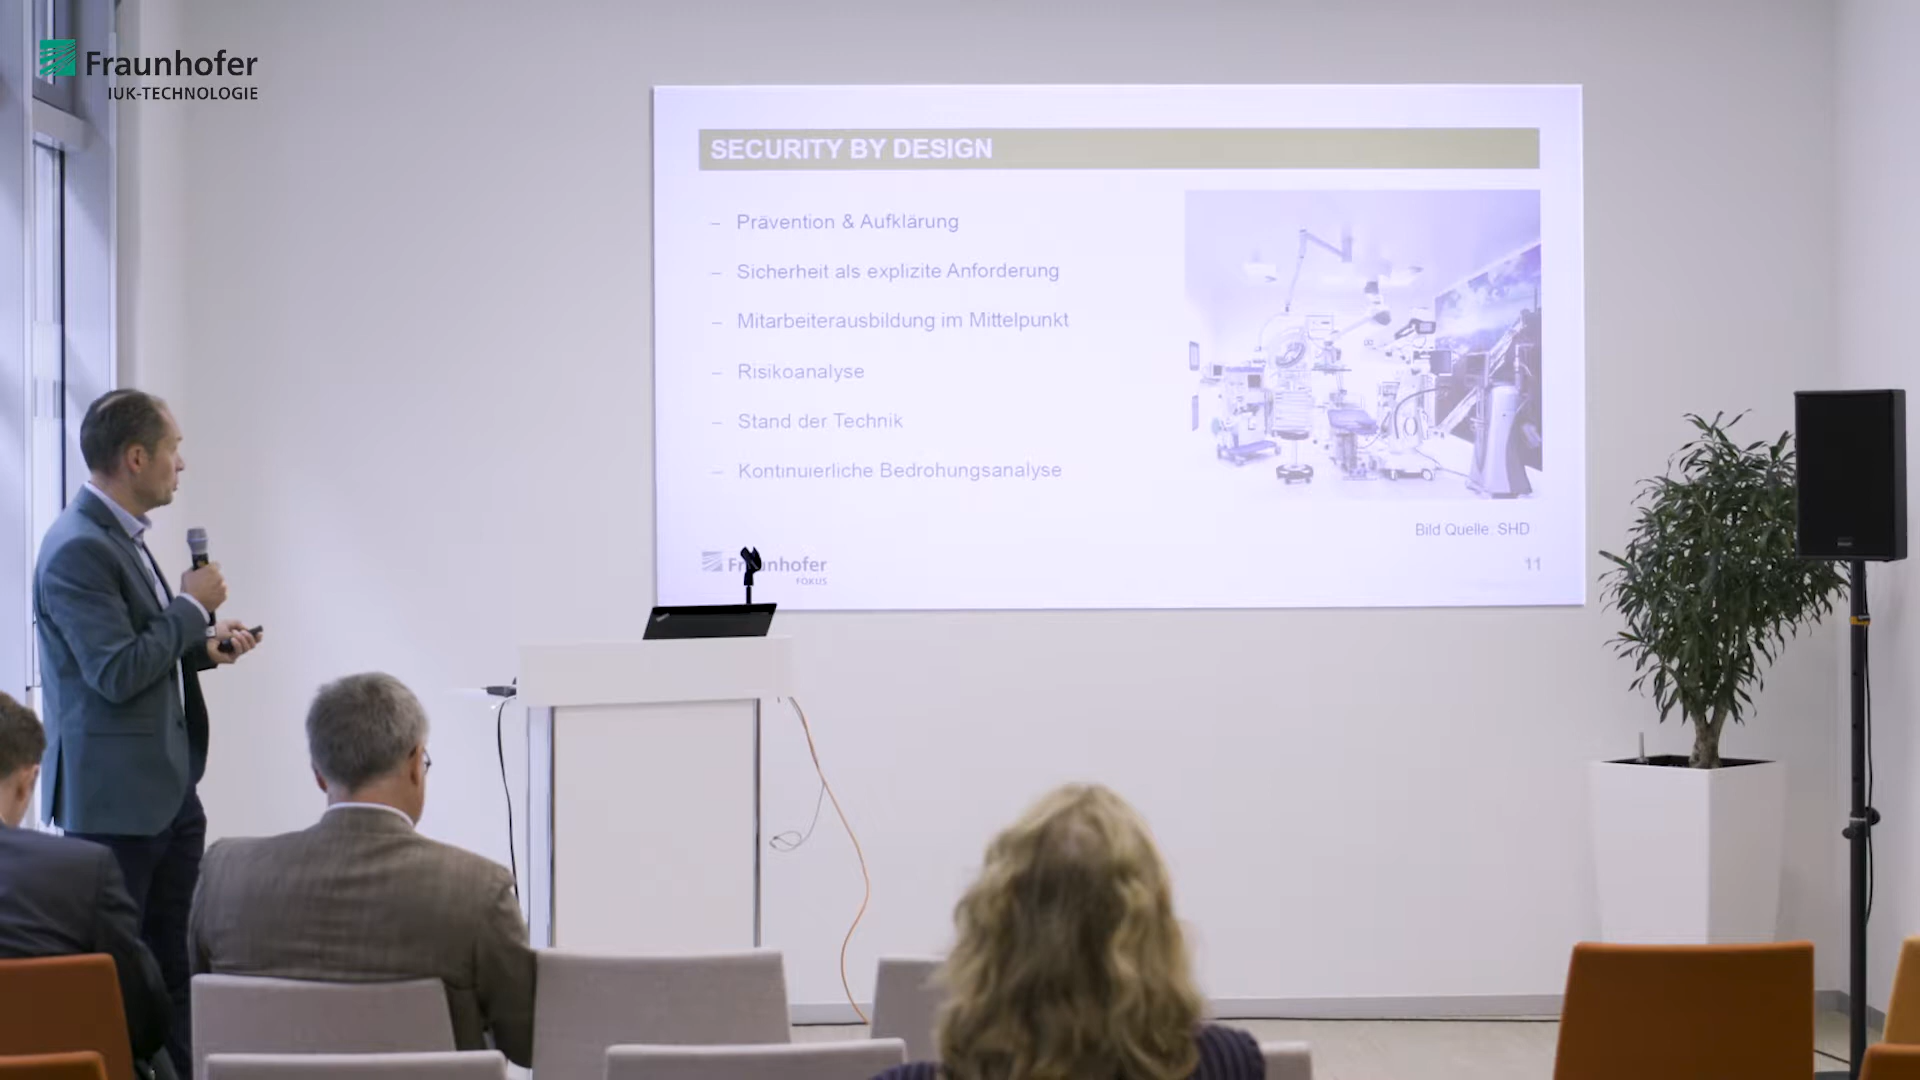 Fraunhofer
IUK-TECHNOLOGIE
SECURITY BY DESIGN
– Prävention & Aufklärung
– Sicherheit als explizite Anforderung
– Mitarbeiterausbildung im Mittelpunkt
– Risikoanalyse
– Stand der Technik
– Kontinuierliche Bedrohungsanalyse
Bild Quelle: SHD
Fraunhofer
FOKUS
11